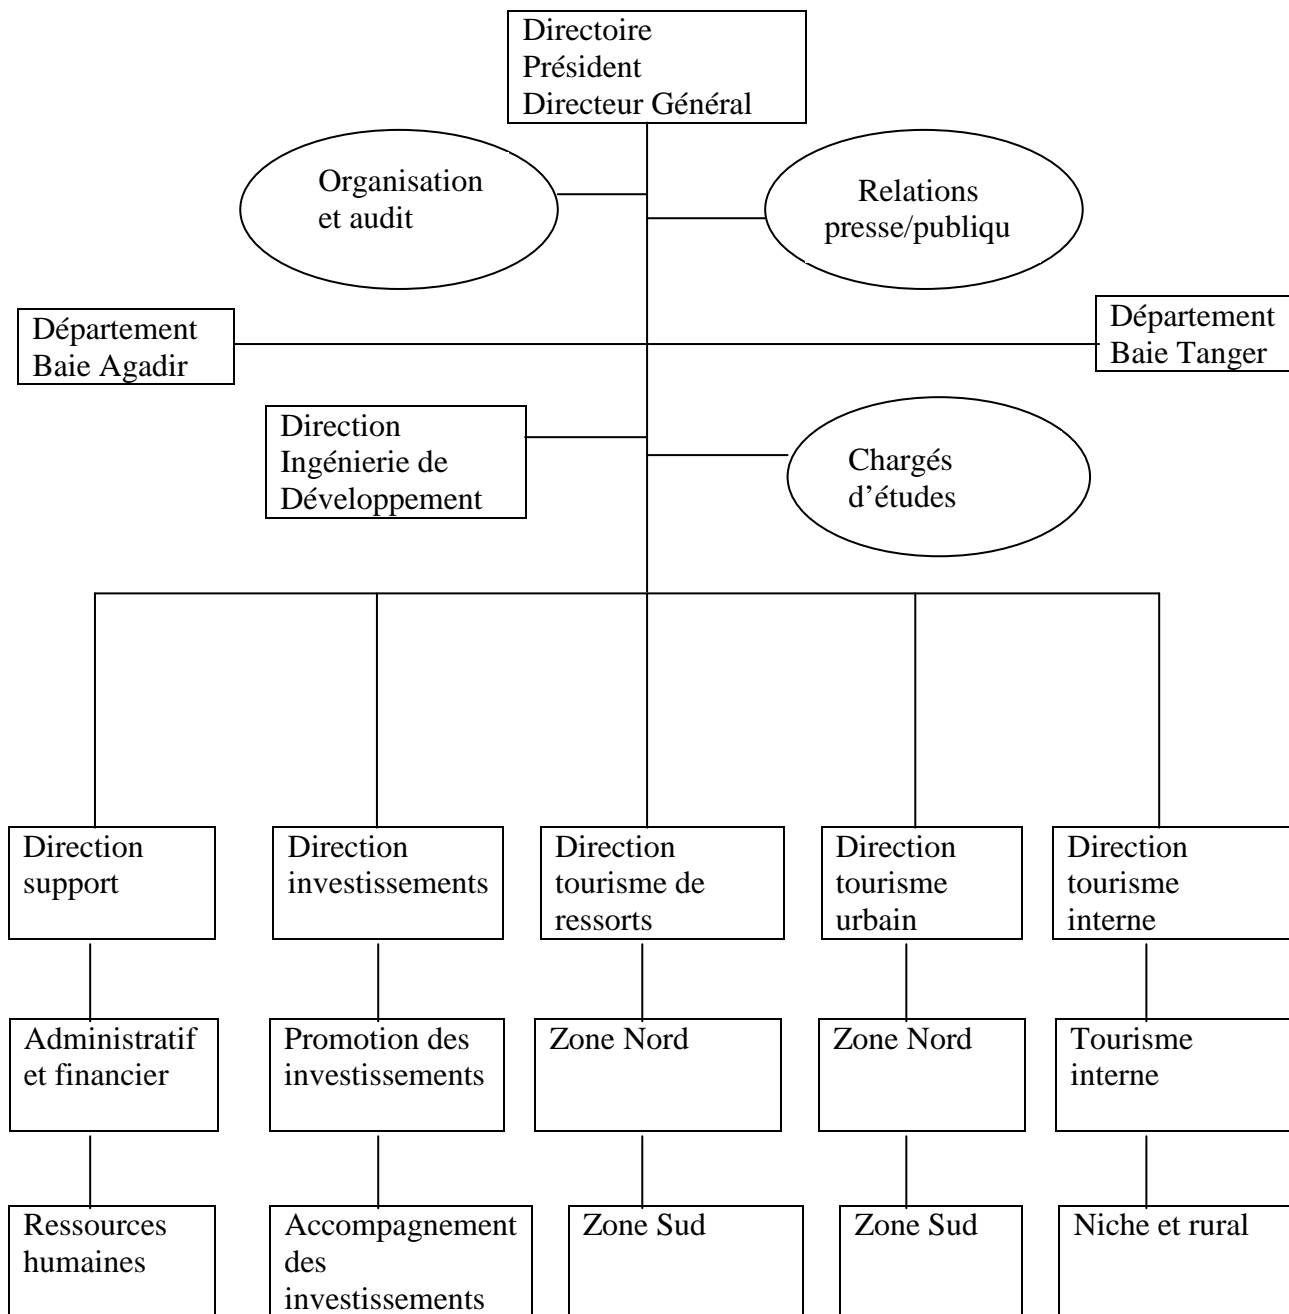 Directoire
Président
Directeur Général
Organisation
et audit
Relations
presse/publiqu
Département
Baie Agadir
Département
Baie Tanger
Direction
Ingénierie de
Développement
Chargés
d’études
Direction
support
Direction
investissements
Direction
tourisme de
ressorts
Direction
tourisme
urbain
Direction
tourisme
interne
Administratif
et financier
Promotion des
investissements
Zone Nord
Zone Nord
Tourisme
interne
Ressources
humaines
Accompagnement
des
investissements
Zone Sud
Zone Sud
Niche et rural